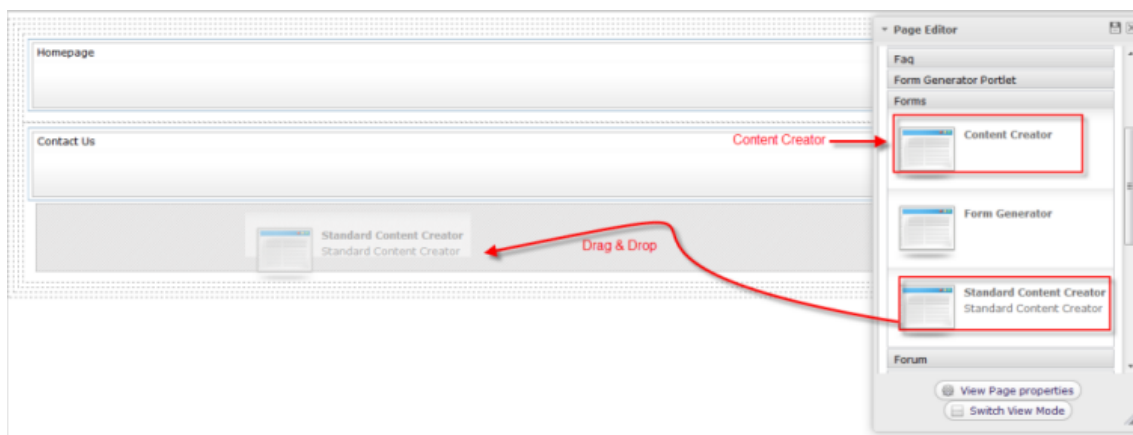 Homepage
Contact Us
Standard Content Creator
Standard Content Creator
Content Creator
Drag & Drop
Page Editor
Faq
Form Generator Portlet
Forms
Content Creator
Form Generator
Standard Content Creator
Standard Content Creator
Forum
View Page properties
Switch View Mode